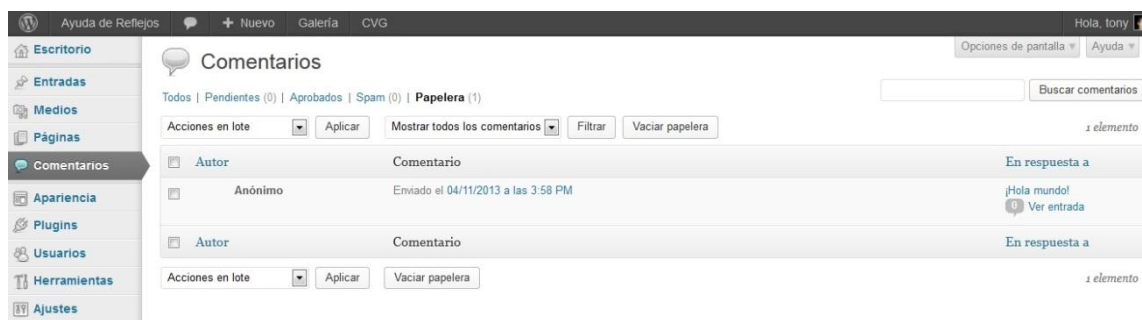 Ayuda de Reflejos + Nuevo Galería CVG Hola, tony
Escritorio
Entradas
Medios
Páginas
Comentarios
Apariencia
Plugins
Usuarios
Herramientas
Ajustes
Opciones de pantalla Ayuda
Comentarios
Todos | Pendientes (0) | Aprobados | Spam (0) | Papelera (1)
Buscar comentarios
Acciones en lote Aplicar Mostrar todos los comentarios Filtrar Vaciar papelera 1 elemento
Autor Comentario En respuesta a
Anónimo Enviado el 04/11/2013 a las 3:58 PM ¡Hola mundo!
0 Ver entrada
Autor Comentario En respuesta a
Acciones en lote Aplicar Vaciar papelera 1 elemento